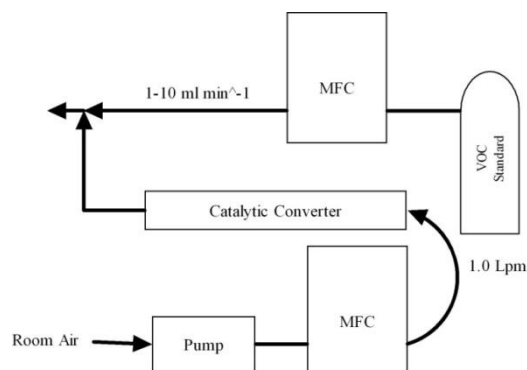 1-10 ml min^-1
MFC
VOC
Standard
Catalytic Converter
1.0 Lpm
Room Air
Pump
MFC